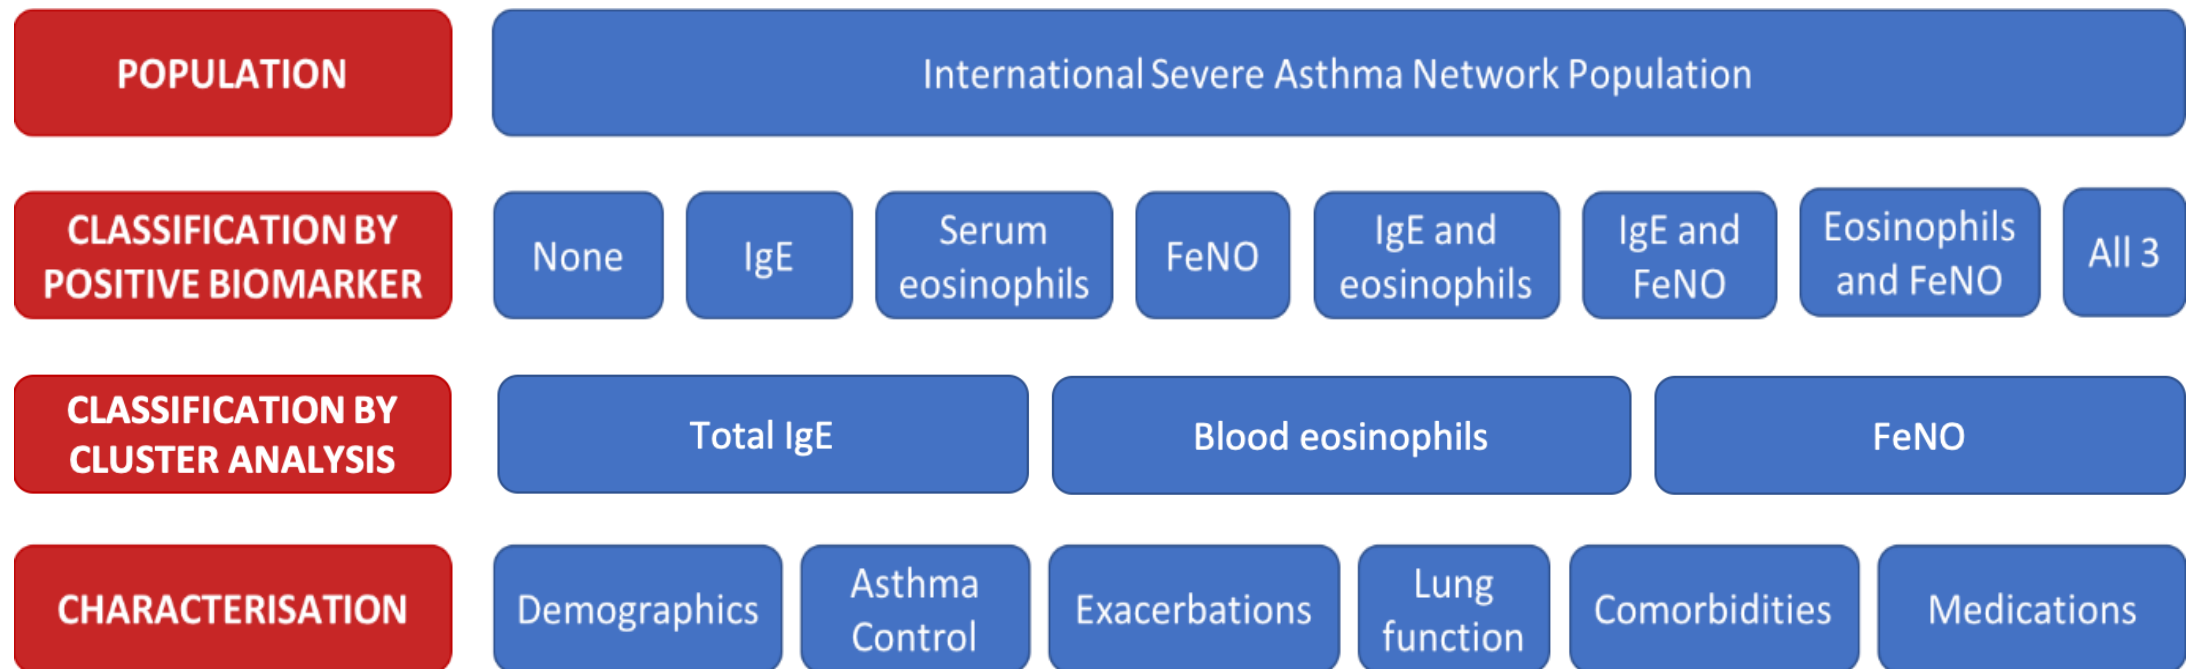 POPULATION
International Severe Asthma Network Population
CLASSIFICATION BY
POSITIVE BIOMARKER
None
IgE
Serum
eosinophils
FeNO
IgE and
eosinophils
IgE and
FeNO
Eosinophils
and FeNO
All 3
CLASSIFICATION BY
CLUSTER ANALYSIS
Total IgE
Blood eosinophils
FeNO
CHARACTERISATION
Demographics
Asthma
Control
Exacerbations
Lung
function
Comorbidities
Medications